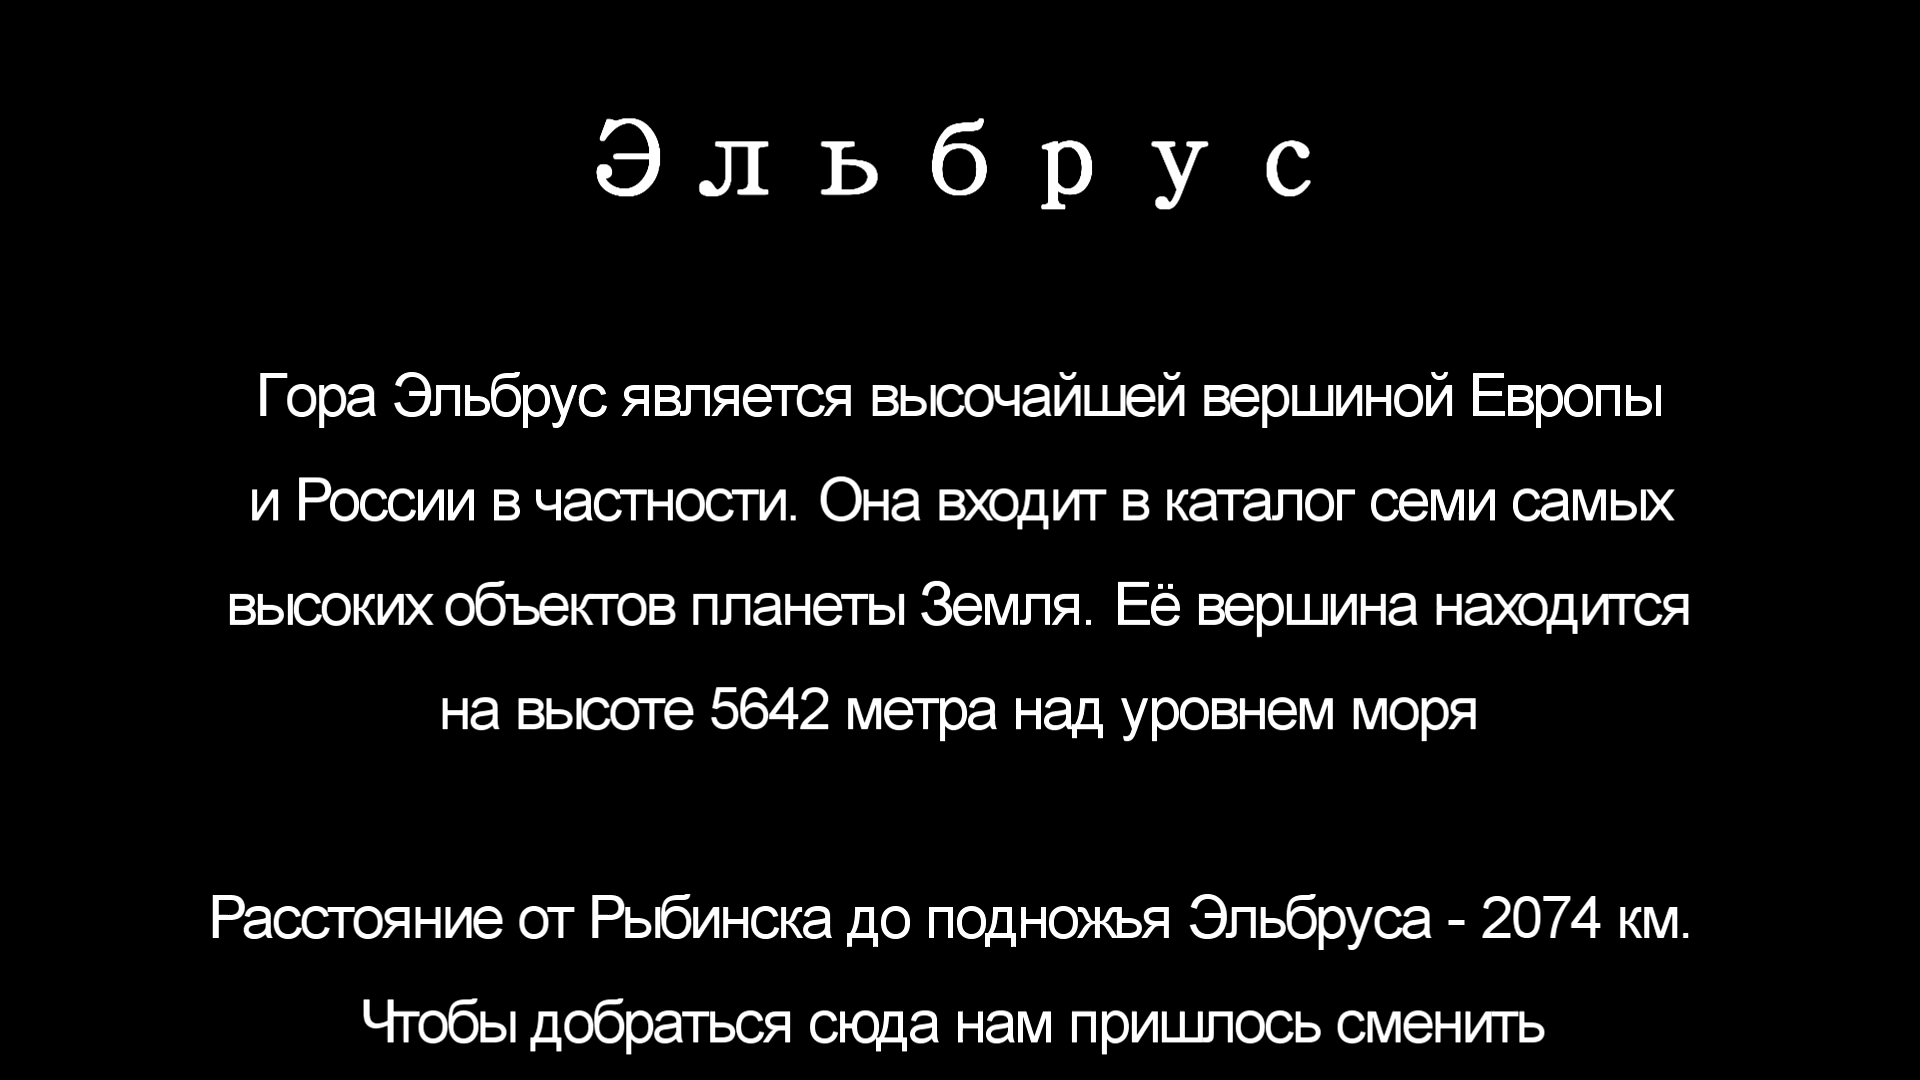 Эльбрус
Гора Эльбрус является высочайшей вершиной Европы
и России в частности. Она входит в каталог семи самых
высоких объектов планеты Земля. Её вершина находится
на высоте 5642 метра над уровнем моря
Расстояние от Рыбинска до подножья Эльбруса - 2074 км.
Чтобы добраться сюда нам пришлось сменить